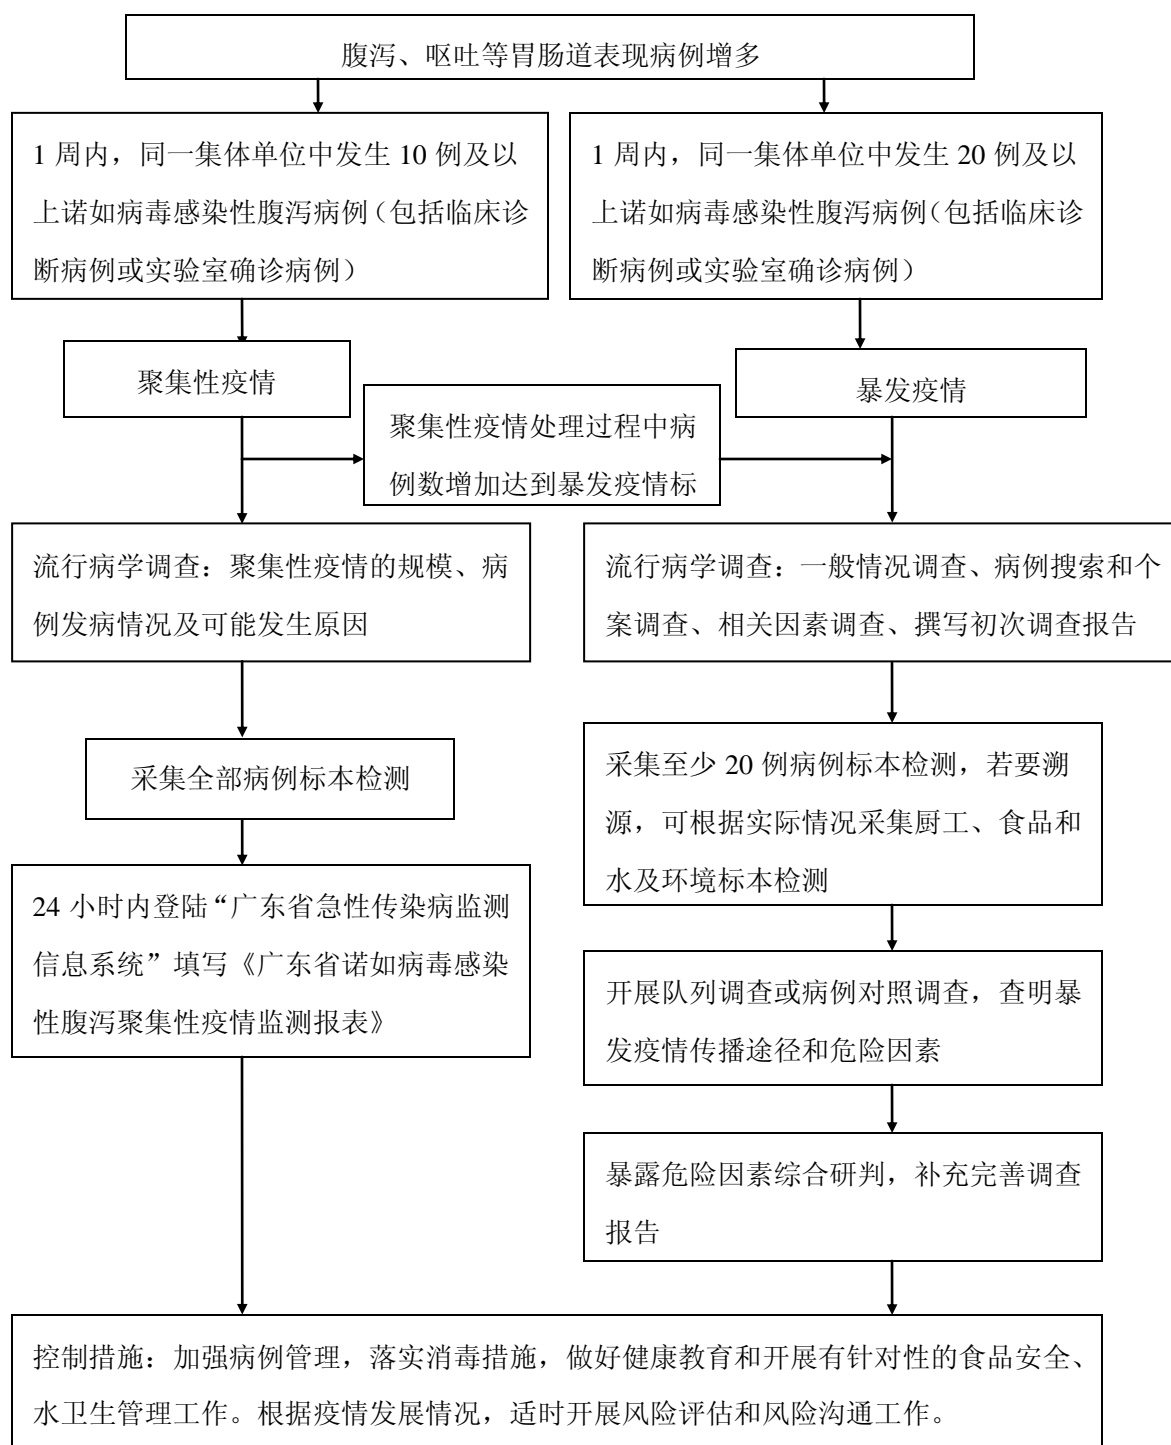 腹泻、呕吐等胃肠道表现病例增多
1 周内，同一集体单位中发生 10 例及以
上诺如病毒感染性腹泻病例（包括临床诊
断病例或实验室确诊病例）
1 周内，同一集体单位中发生 20 例及以
上诺如病毒感染性腹泻病例（包括临床诊
断病例或实验室确诊病例）
聚集性疫情
暴发疫情
聚集性疫情处理过程中病
例数增加达到暴发疫情标
流行病学调查：聚集性疫情的规模、病
例发病情况及可能发生原因
流行病学调查：一般情况调查、病例搜索和个
案调查、相关因素调查、撰写初次调查报告
采集全部病例标本检测
采集至少 20 例病例标本检测，若要溯
源，可根据实际情况采集厨工、食品和
水及环境标本检测
24 小时内登陆“广东省急性传染病监测
信息系统”填写《广东省诺如病毒感染
性腹泻聚集性疫情监测报表》
开展队列调查或病例对照调查，查明暴
发疫情传播途径和危险因素
暴露危险因素综合研判，补充完善调查
报告
控制措施：加强病例管理，落实消毒措施，做好健康教育和开展有针对性的食品安全、
水卫生管理工作。根据疫情发展情况，适时开展风险评估和风险沟通工作。